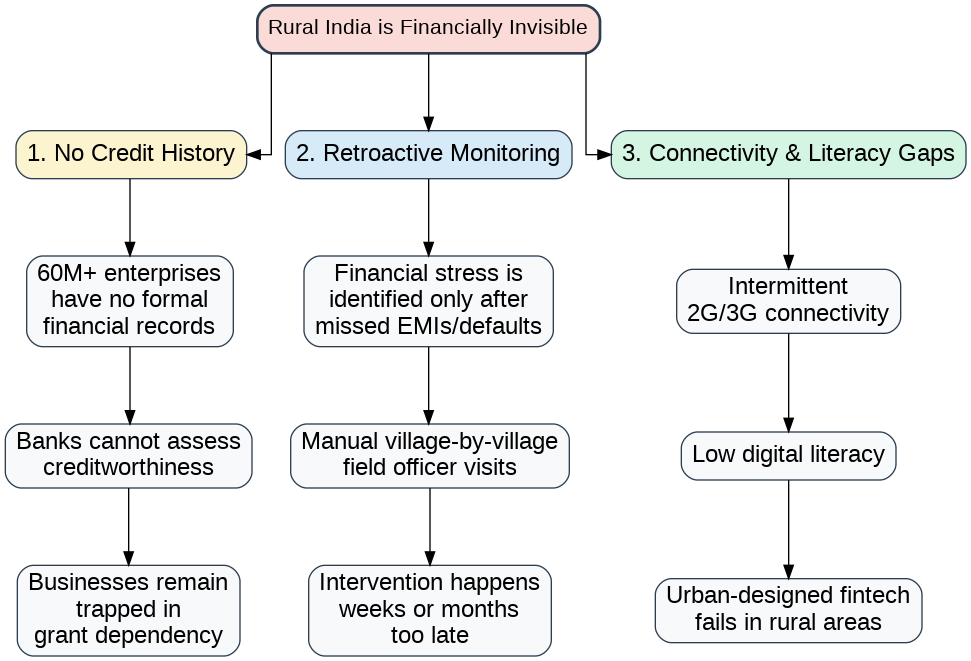 Rural India is Financially Invisible
1. No Credit History
2. Retroactive Monitoring
3. Connectivity & Literacy Gaps
60M+ enterprises
have no formal
financial records
Financial stress is
identified only after
missed EMIs/defaults
Intermittent
2G/3G connectivity
Banks cannot assess
creditworthiness
Manual village-by-village
field officer visits
Low digital literacy
Businesses remain
trapped in
grant dependency
Intervention happens
weeks or months
too late
Urban-designed fintech
fails in rural areas